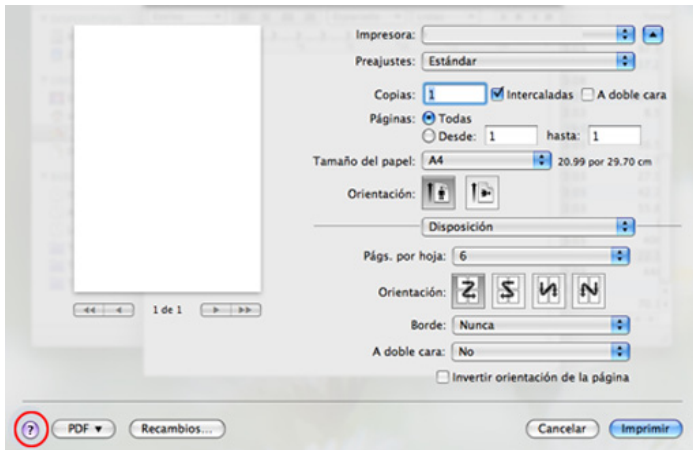 Impresora:
Preajustes: Estándar
Copias: 1 Intercaladas A doble cara
Páginas: Todas
Desde: 1 hasta: 1
Tamaño del papel: A4 20.99 por 29.70 cm
Orientación:
Disposición
Págs. por hoja: 6
Orientación:
Borde: Nunca
A doble cara: No
Invertir orientación de la página
1 de 1
? PDF Recambios... Cancelar Imprimir